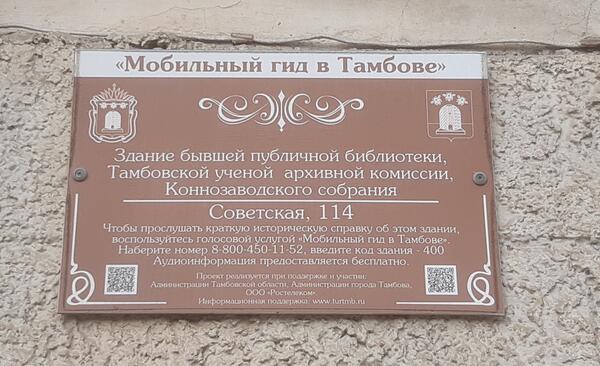 «Мобильный гид в Тамбове»
Здание бывшей публичной библиотеки,
Тамбовской ученой архивной комиссии,
Коннозаводского собрания
Советская, 114
Чтобы прослушать краткую историческую справку об этом здании,
воспользуйтесь голосовой услугой «Мобильный гид в Тамбове».
Наберите номер 8-800-450-11-52, введите код здания - 400
Аудиоинформация предоставляется бесплатно.
Проект реализуется при поддержке и участии:
Администрации Тамбовской области, Администрации города Тамбова,
ООО «Ростелеком».
Информационная поддержка: www.turtmb.ru